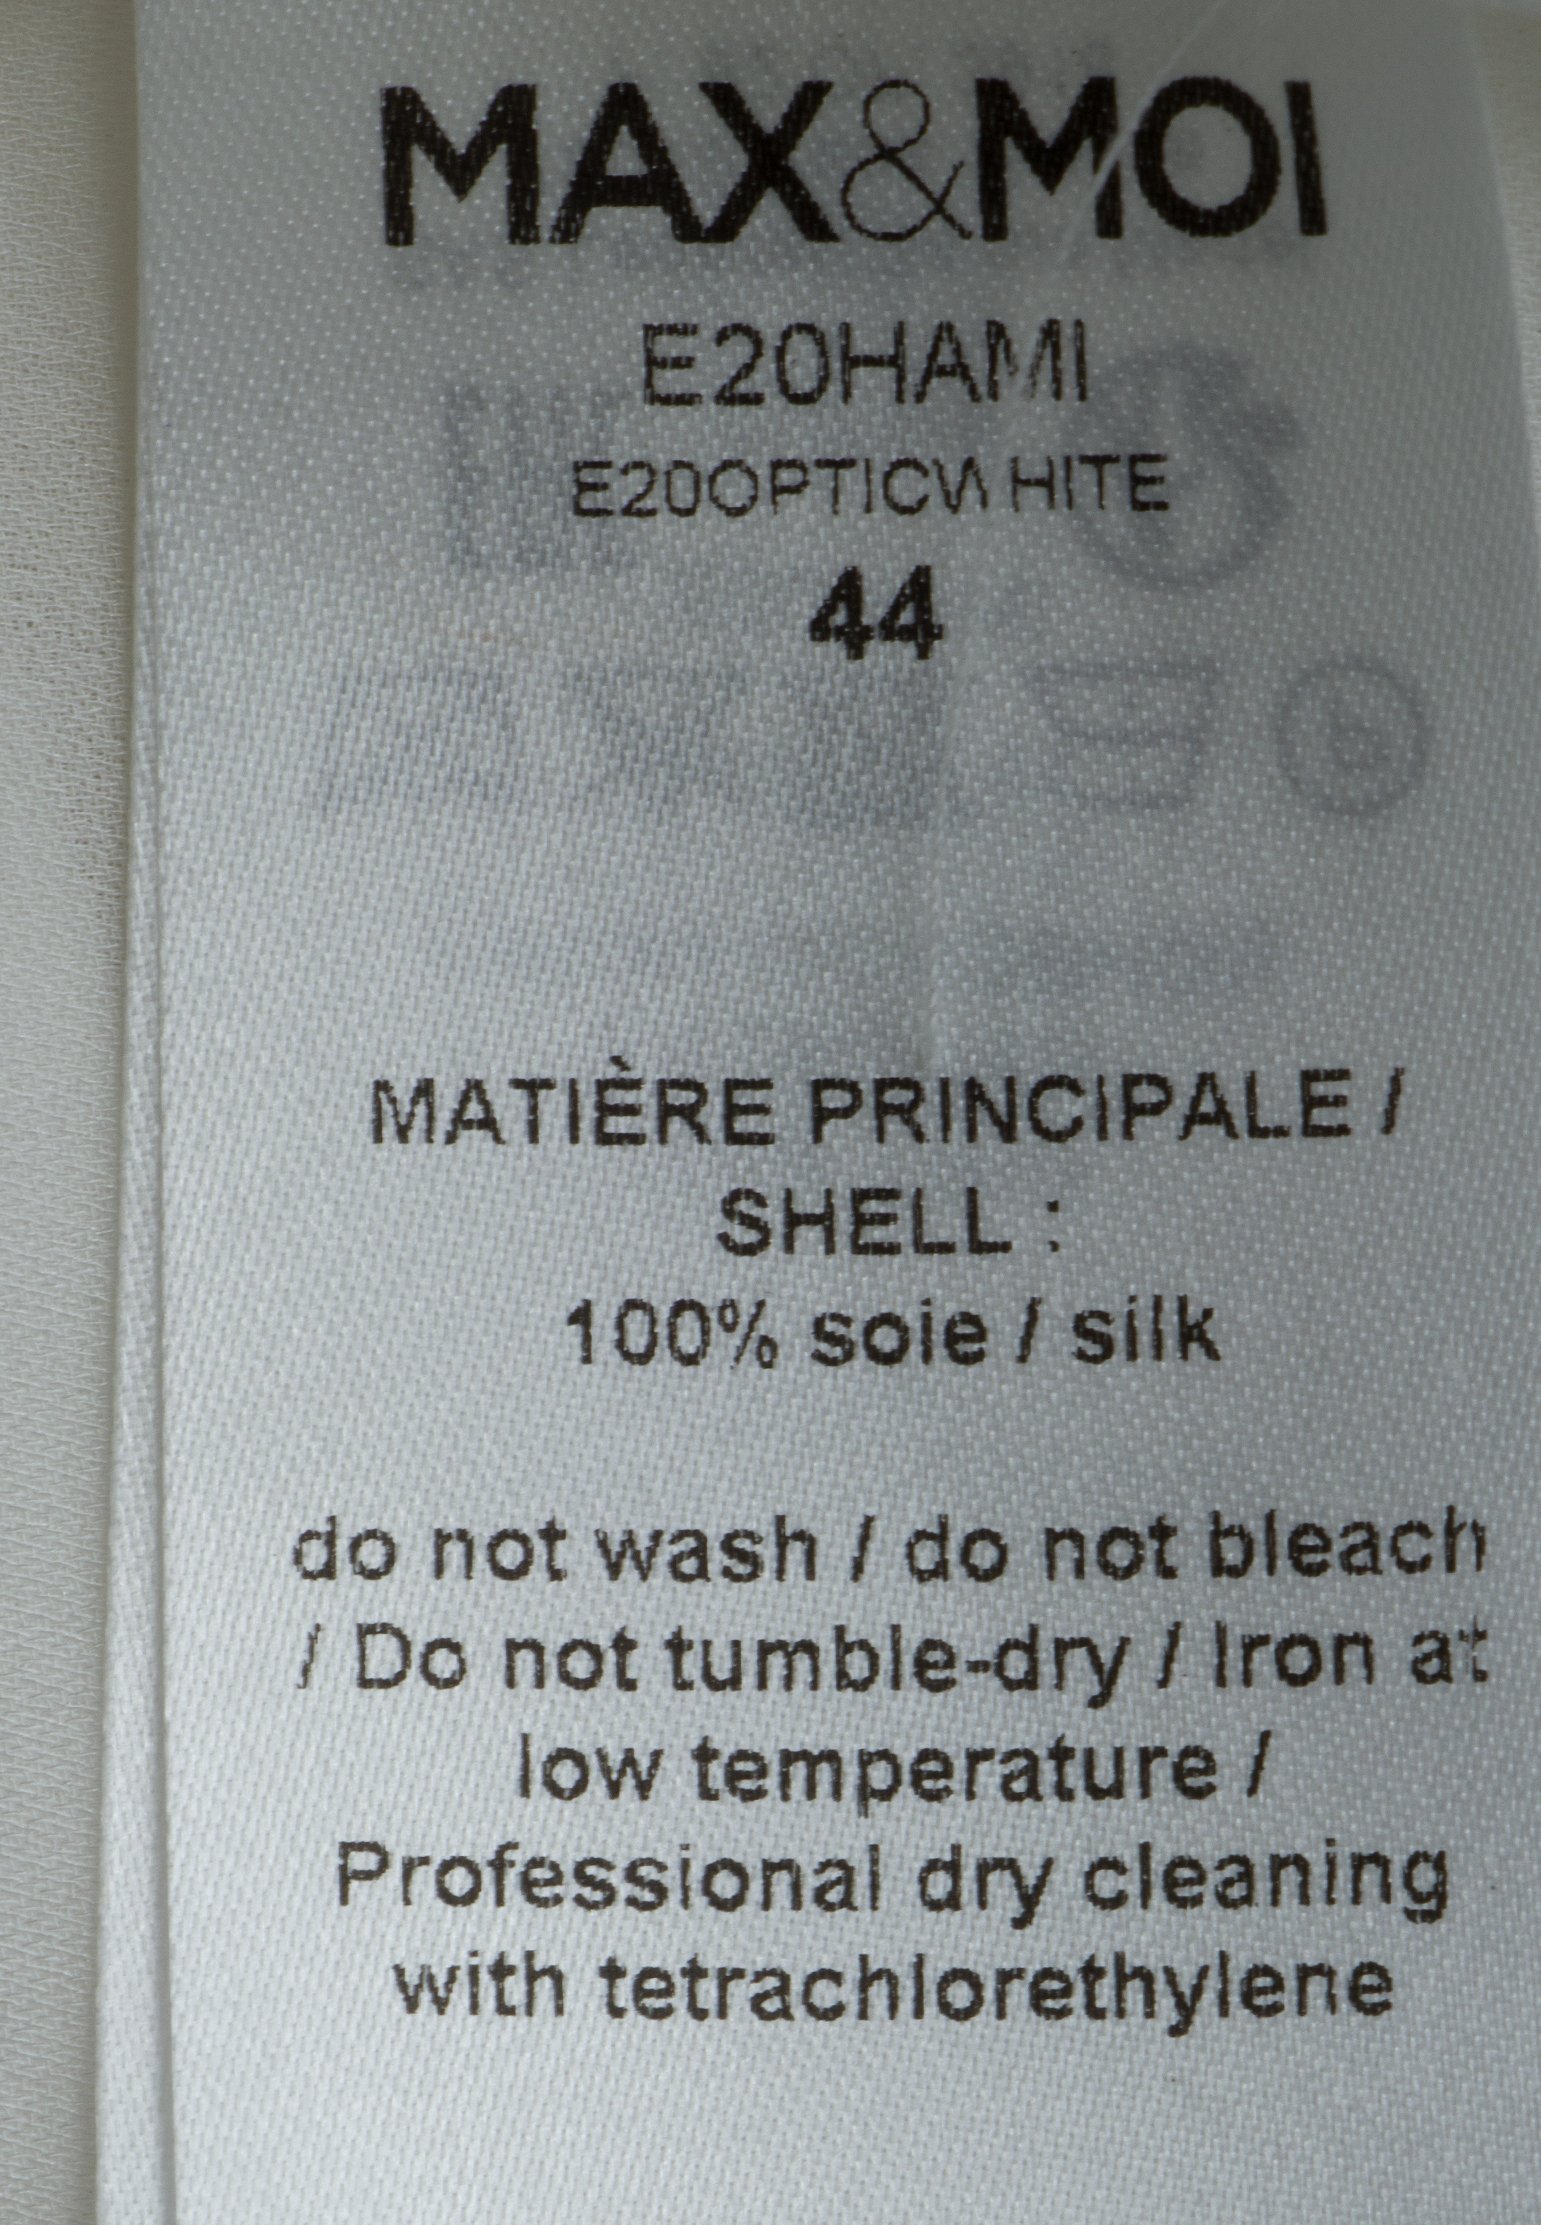 MAX&MOI
E20HAMI
E20OPTICWHITE
44
MATIÈRE PRINCIPALE /
SHELL :
100% soie / silk
do not wash / do not bleach
/ Do not tumble-dry / Iron at
low temperature /
Professional dry cleaning
with tetrachlorethylene